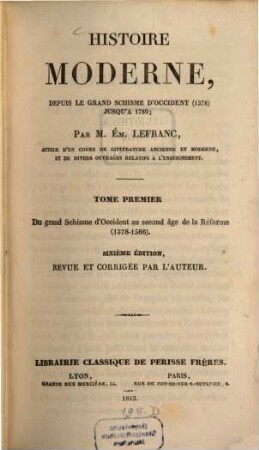 HISTOIRE
MODERNE,
DEPUIS LE GRAND SCHISME D'OCCIDENT (1378)
JUSQU'A 1789;
PAR M. ÉM. LEFRANC,
AUTEUR D'UN COURS DE LITTÉRATURE ANCIENNE ET MODERNE,
ET DE DIVERS OUVRAGES RELATIFS A L'ENSEIGNEMENT.
TOME PREMIER
Du grand Schisme d'Occident au second âge de la Réforme
(1378-1566).
SIXIÈME ÉDITION,
REVUE ET CORRIGÉE PAR L'AUTEUR.
LIBRAIRIE CLASSIQUE DE PERISSE FRÈRES.
LYON, PARIS,
GRANDE RUE MERCIÈRE, RUE DU POT-DE-FER-S.-SULPICE, 8.